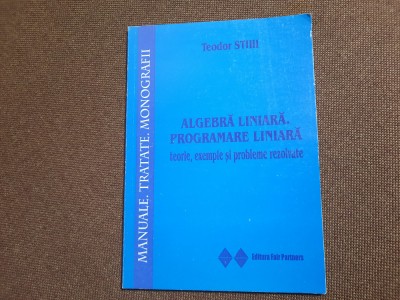 MANUALE. TRATATE. MONOGRAFII
Teodor STIHI
ALGEBRĂ LINIARĂ.
PROGRAMARE LINIARĂ
teorie, exemple și probleme rezolvate
Editura Fair Partners